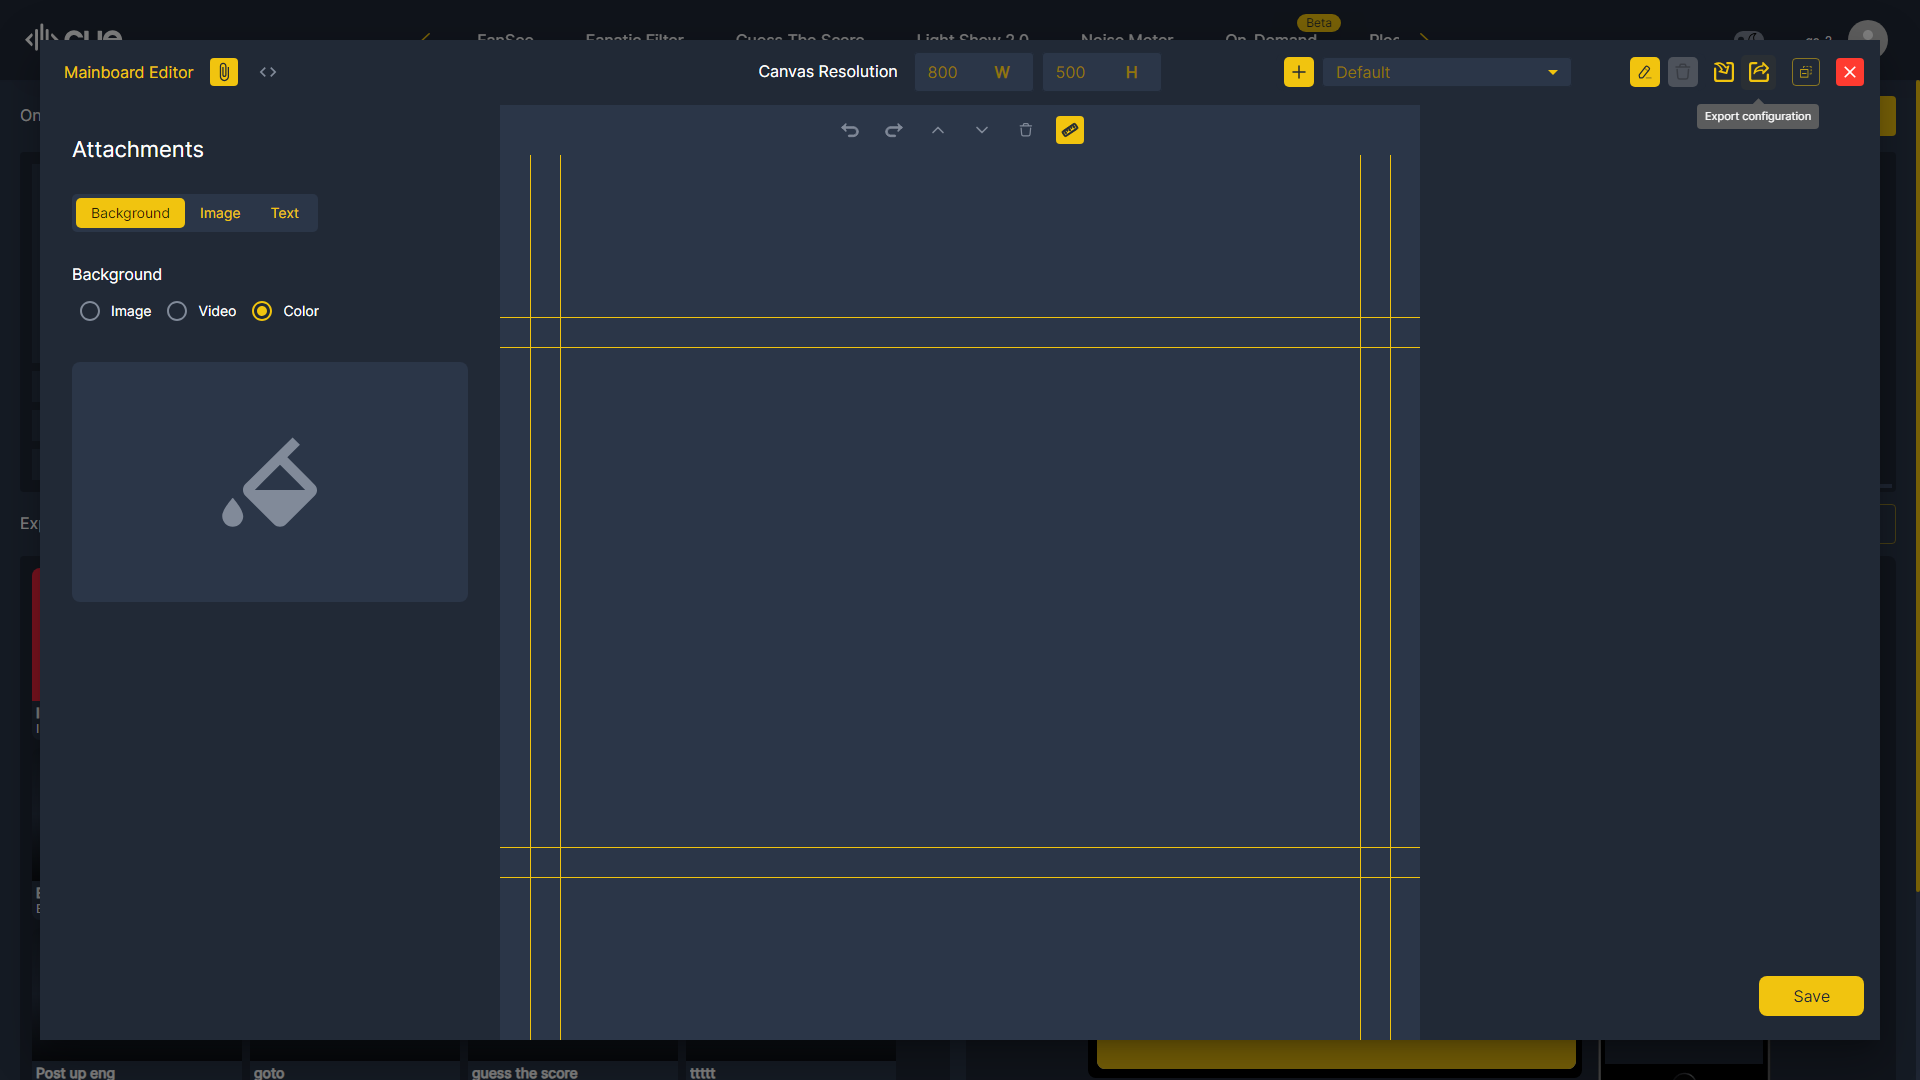 Beta
Mainboard Editor
Canvas Resolution
800 W
500 H
Default
Export configuration
Attachments
Background Image Text
Background
Image Video Color
Save
Post up eng
goto
guess the score
ttttt